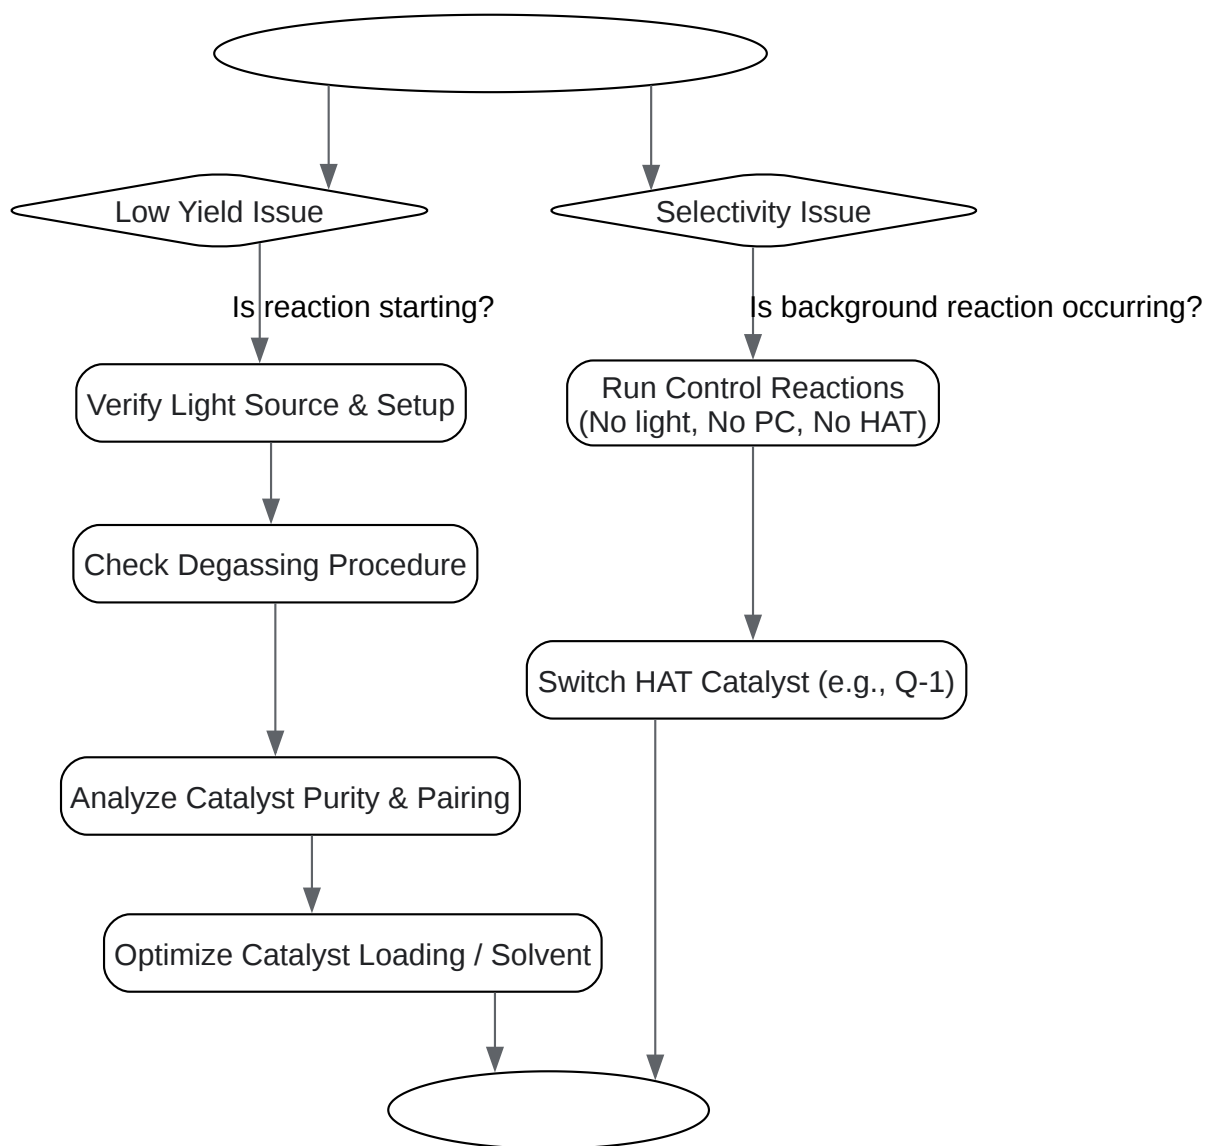 Low Yield Issue
Selectivity Issue
Is reaction starting?
Is background reaction occurring?
Verify Light Source & Setup
Run Control Reactions
(No light, No PC, No HAT)
Check Degassing Procedure
Switch HAT Catalyst (e.g., Q-1)
Analyze Catalyst Purity & Pairing
Optimize Catalyst Loading / Solvent